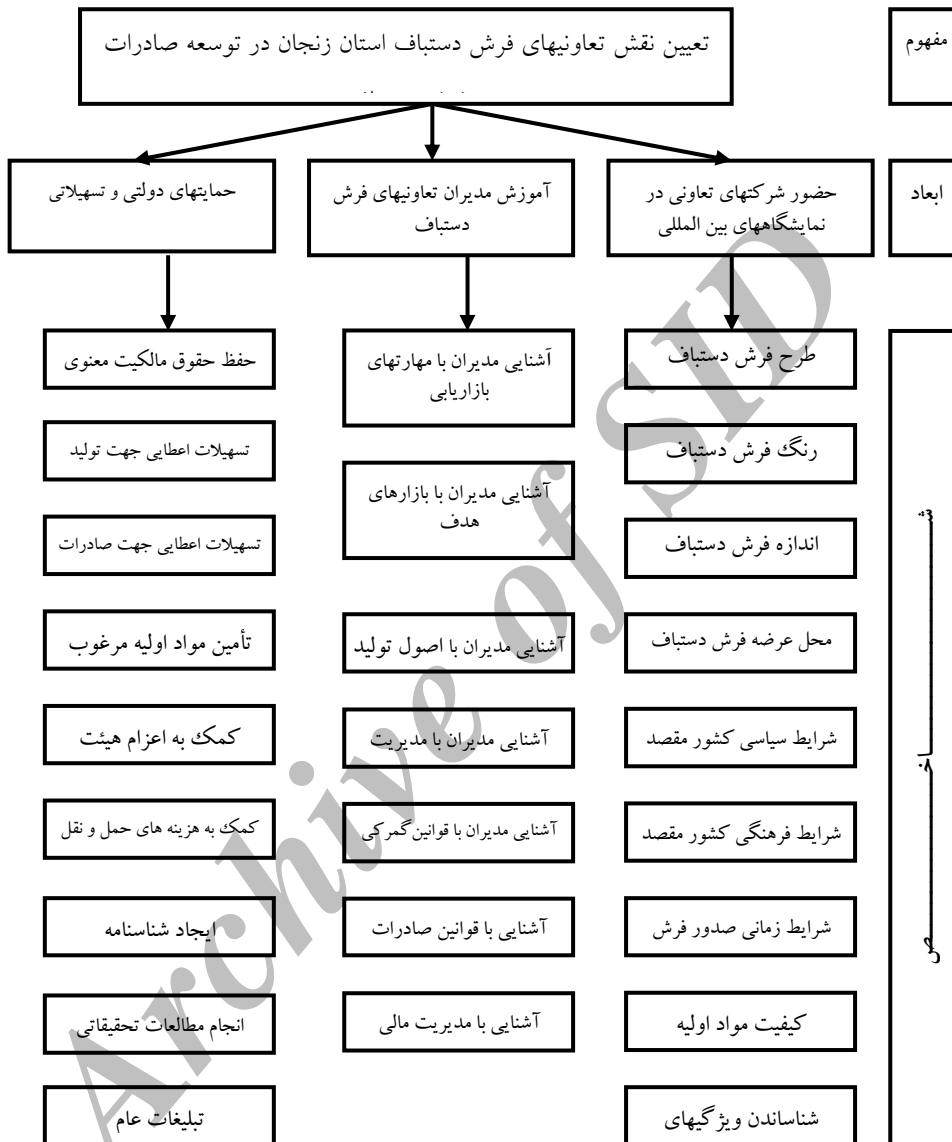 مفهوم
تعیین نقش تعاونیهای فرش دستباف استان زنجان در توسعه صادرات
ابعاد
حضور شرکتهای تعاونی در
نمایشگاههای بین المللی
آموزش مدیران تعاونیهای فرش
دستباف
حمایتهای دولتی و تسهیلاتی
شــاخــص
طرح فرش دستباف
رنگ فرش دستباف
اندازه فرش دستباف
محل عرضه فرش دستباف
شرایط سیاسی کشور مقصد
شرایط فرهنگی کشور مقصد
شرایط زمانی صدور فرش
کیفیت مواد اولیه
شناساندن ویژگیهای
آشنایی مدیران با مهارتهای
بازاریابی
آشنایی مدیران با بازارهای
هدف
آشنایی مدیران با اصول تولید
آشنایی مدیران با مدیریت
آشنایی مدیران با قوانین گمرکی
آشنایی با قوانین صادرات
آشنایی با مدیریت مالی
حفظ حقوق مالکیت معنوی
تسهیلات اعطایی جهت تولید
تسهیلات اعطایی جهت صادرات
تأمین مواد اولیه مرغوب
کمک به اعزام هیئت
کمک به هزینه های حمل و نقل
ایجاد شناسنامه
انجام مطالعات تحقیقاتی
تبلیغات عام
Archive of SID